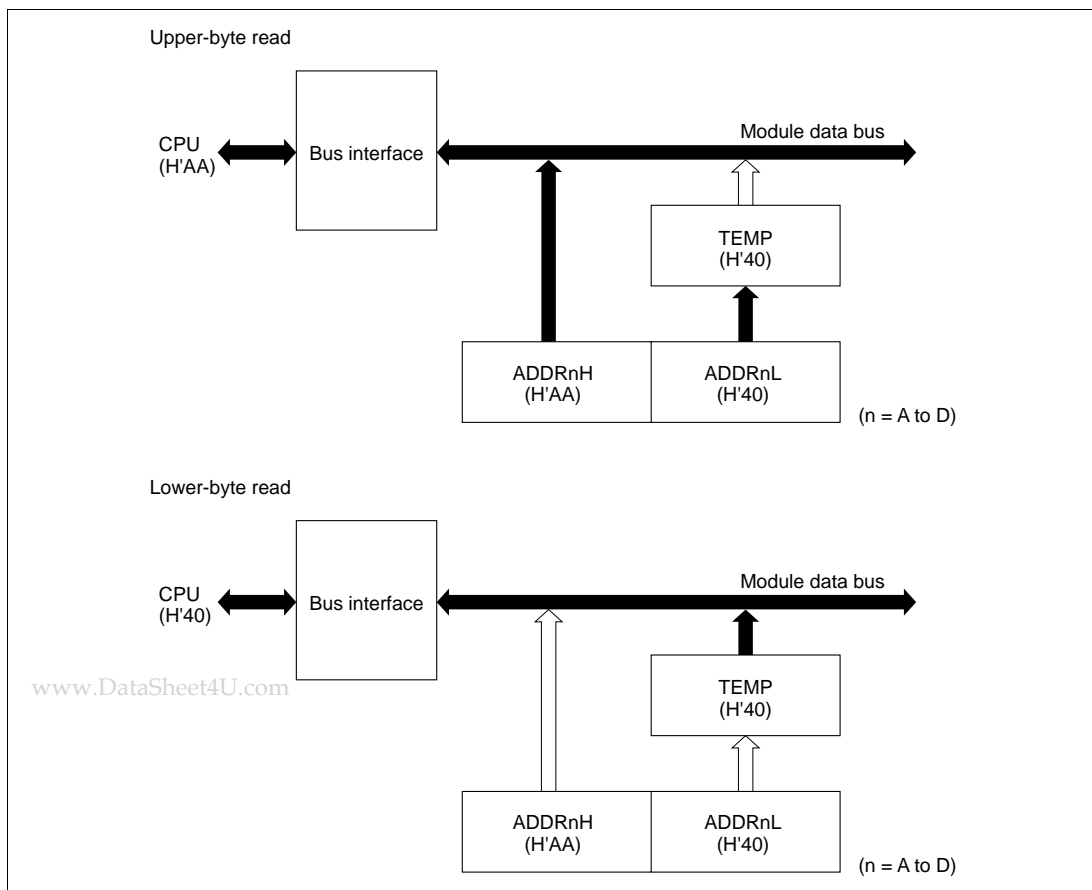 Upper-byte read
CPU
(H'AA)
Bus interface
Module data bus
TEMP
(H'40)
ADDRnH
(H'AA)
ADDRnL
(H'40)
(n = A to D)
Lower-byte read
CPU
(H'40)
Bus interface
Module data bus
www.DataSheet4U.com
TEMP
(H'40)
ADDRnH
(H'AA)
ADDRnL
(H'40)
(n = A to D)